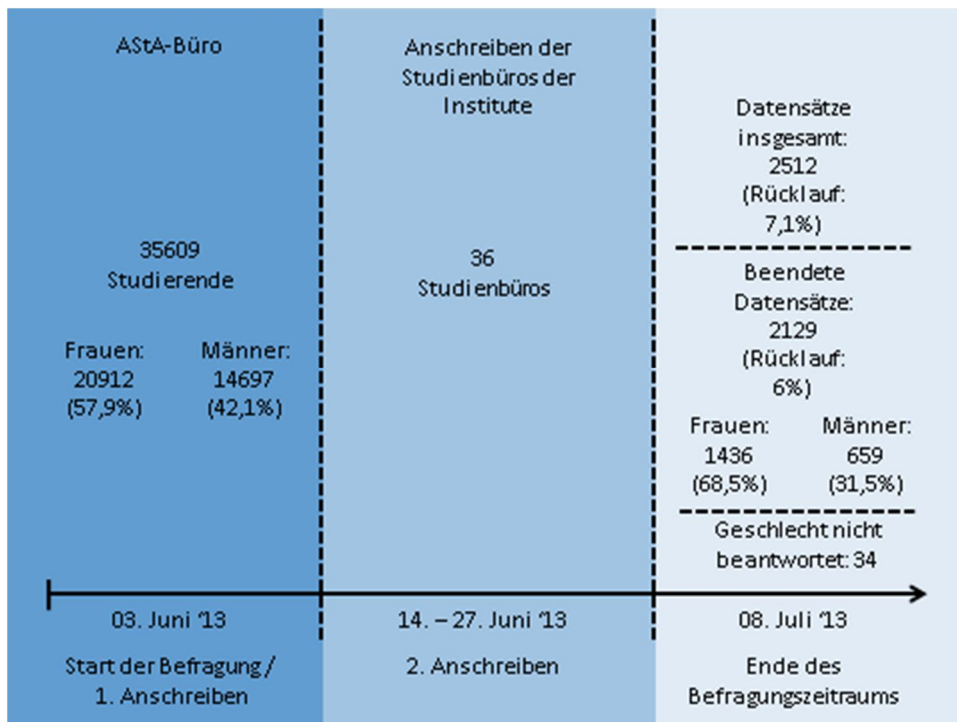 AStA-Büro
35609
Studierende
Frauen:
20912
(57,9%)
Männer:
14697
(42,1%)
Anschreiben der
Studienbüros der
Institute
36
Studienbüros
Datensätze
insgesamt:
2512
(Rücklauf:
7,1%)
Beendete
Datensätze:
2129
(Rücklauf:
6%)
Frauen:
1436
(68,5%)
Männer:
659
(31,5%)
Geschlecht nicht
beantwortet: 34
03. Juni '13
Start der Befragung /
1. Anschreiben
14. – 27. Juni '13
2. Anschreiben
08. Juli '13
Ende des
Befragungszeitraums